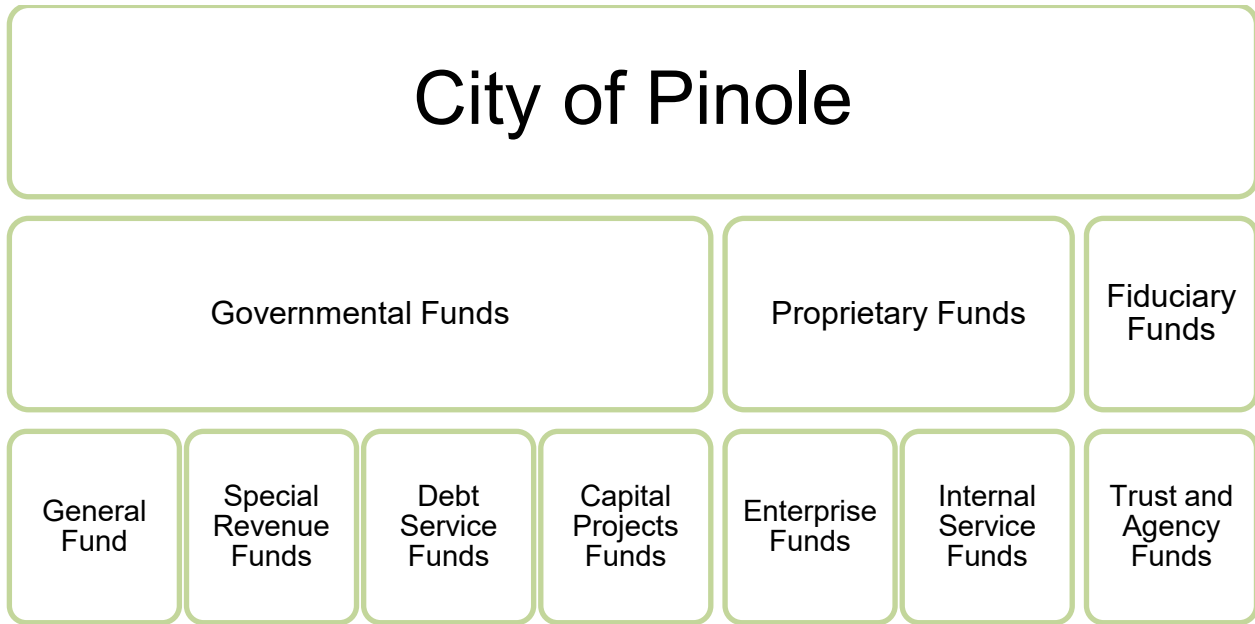 City of Pinole
Governmental Funds
Proprietary Funds
Fiduciary
Funds
General
Fund
Special
Revenue
Funds
Debt
Service
Funds
Capital
Projects
Funds
Enterprise
Funds
Internal
Service
Funds
Trust and
Agency
Funds